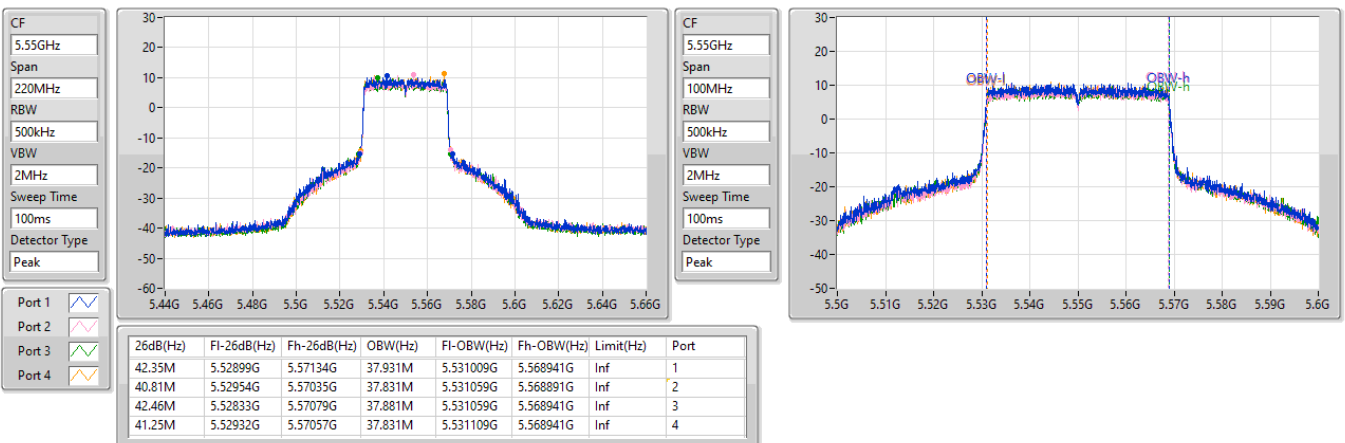 CF
5.55GHz
Span
220MHz
RBW
500kHz
VBW
2MHz
Sweep Time
100ms
Detector Type
Peak
30
20
10
0
-10
-20
-30
-40
-50
-60
5.44G 5.46G 5.48G 5.5G 5.52G 5.54G 5.56G 5.58G 5.6G 5.62G 5.64G 5.66G
CF
5.55GHz
Span
100MHz
RBW
500kHz
VBW
2MHz
Sweep Time
100ms
Detector Type
Peak
30
20
10
0
-10
-20
-30
-40
-50
OBW-l OBW-h
5.5G 5.51G 5.52G 5.53G 5.54G 5.55G 5.56G 5.57G 5.58G 5.59G 5.6G
Port 1
Port 2
Port 3
Port 4
26dB(Hz) Fl-26dB(Hz) Fh-26dB(Hz) OBW(Hz) Fl-OBW(Hz) Fh-OBW(Hz) Limit(Hz) Port
42.35M 5.52899G 5.57134G 37.931M 5.531009G 5.568941G Inf 1
40.81M 5.52954G 5.57035G 37.831M 5.531059G 5.568891G Inf 2
42.46M 5.52833G 5.57079G 37.881M 5.531059G 5.568941G Inf 3
41.25M 5.52932G 5.57057G 37.831M 5.531109G 5.568941G Inf 4